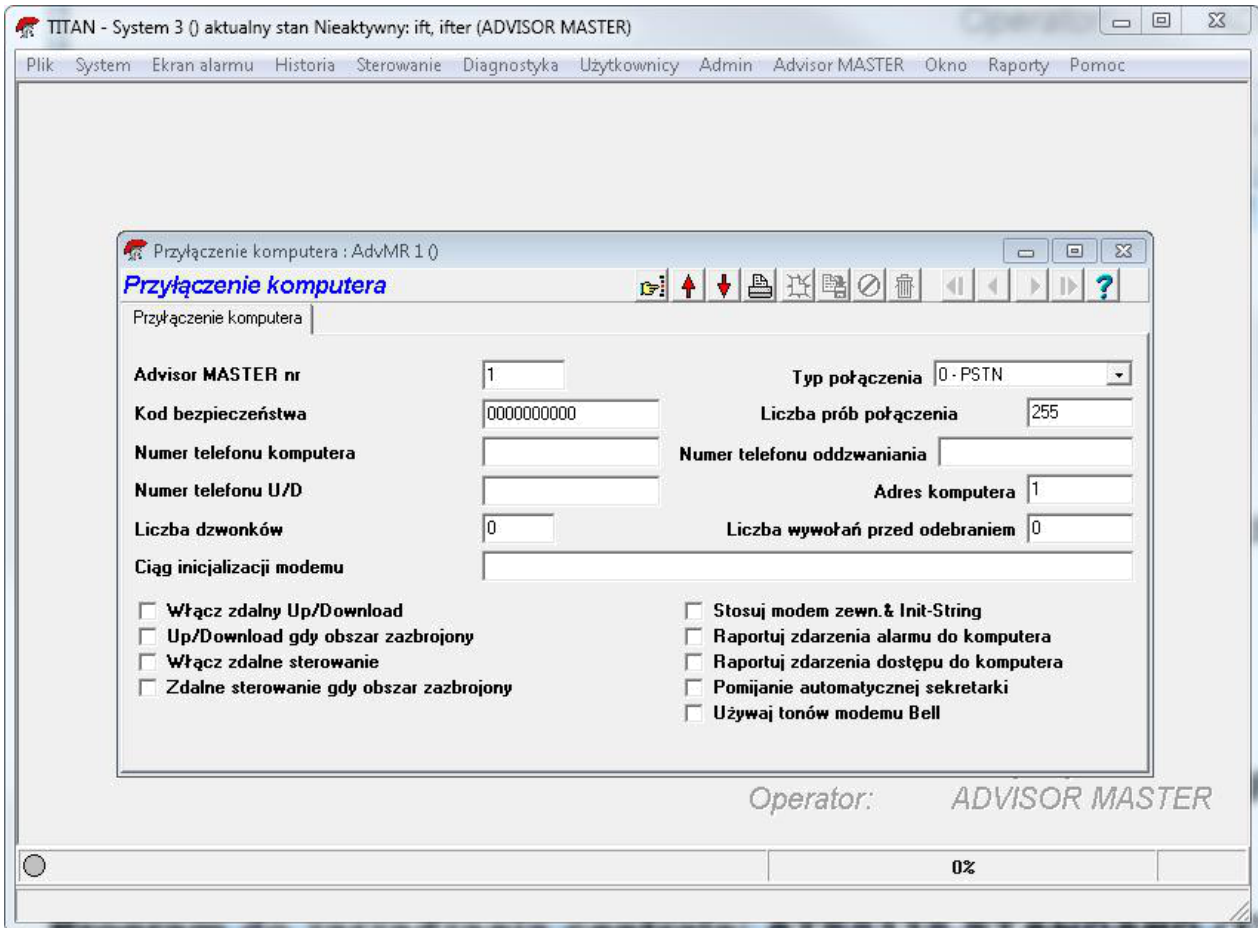 Operator
TITAN - System 3 () aktualny stan Nieaktywny: ift, ifter (ADVISOR MASTER)
Plik System Ekran alarmu Historia Sterowanie Diagnostyka Użytkownicy Admin Advisor MASTER Okno Raporty Pomoc
Przyłączenie komputera : AdvMR 1 ()
Przyłączenie komputera
Przyłączenie komputera
Advisor MASTER nr 1 Typ połączenia 0 - PSTN
Kod bezpieczeństwa 0000000000 Liczba prób połączenia 255
Numer telefonu komputera Numer telefonu oddzwaniania
Numer telefonu U/D Adres komputera 1
Liczba dzwonków 0 Liczba wywołań przed odebraniem 0
Ciąg inicjalizacji modemu
Włącz zdalny Up/Download Stosuj modem zewn.& Init-String
Up/Download gdy obszar zazbrojony Raportuj zdarzenia alarmu do komputera
Włącz zdalne sterowanie Raportuj zdarzenia dostępu do komputera
Zdalne sterowanie gdy obszar zazbrojony Pomijanie automatycznej sekretarki
Używaj tonów modemu Bell
Operator: ADVISOR MASTER
0%